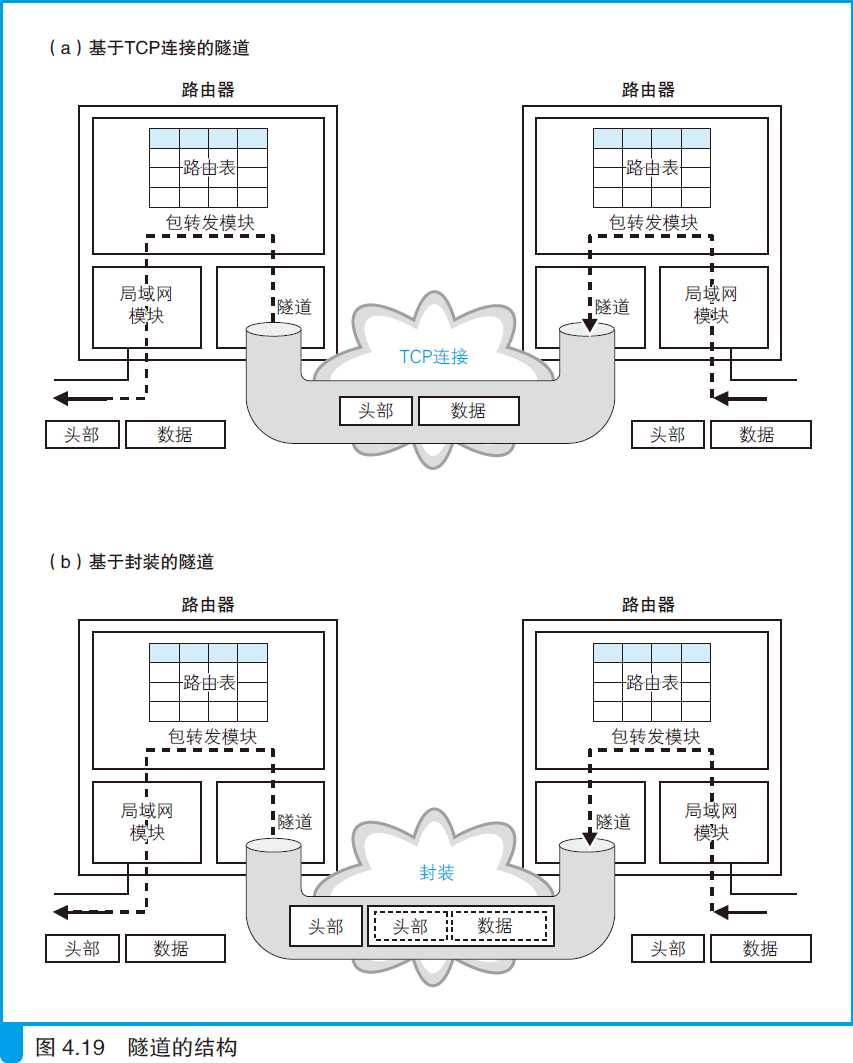 （a）基于TCP连接的隧道
路由器
路由器
路由表
路由表
包转发模块
包转发模块
局域网
模块
隧道
隧道
局域网
模块
TCP连接
头部
数据
头部
数据
头部
数据
（b）基于封装的隧道
路由器
路由器
路由表
路由表
包转发模块
包转发模块
局域网
模块
隧道
隧道
局域网
模块
封装
头部
头部
数据
头部
数据
头部
数据
图 4.19 隧道的结构